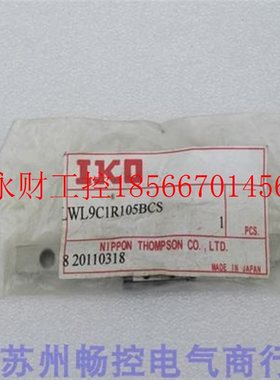 IKO
永财工控18566701456
LWL9C1R105BCS
1
PCS.
NIPPON THOMPSON CO., LTD.
MADE IN JAPAN
8 20110318
苏州畅控电气商行